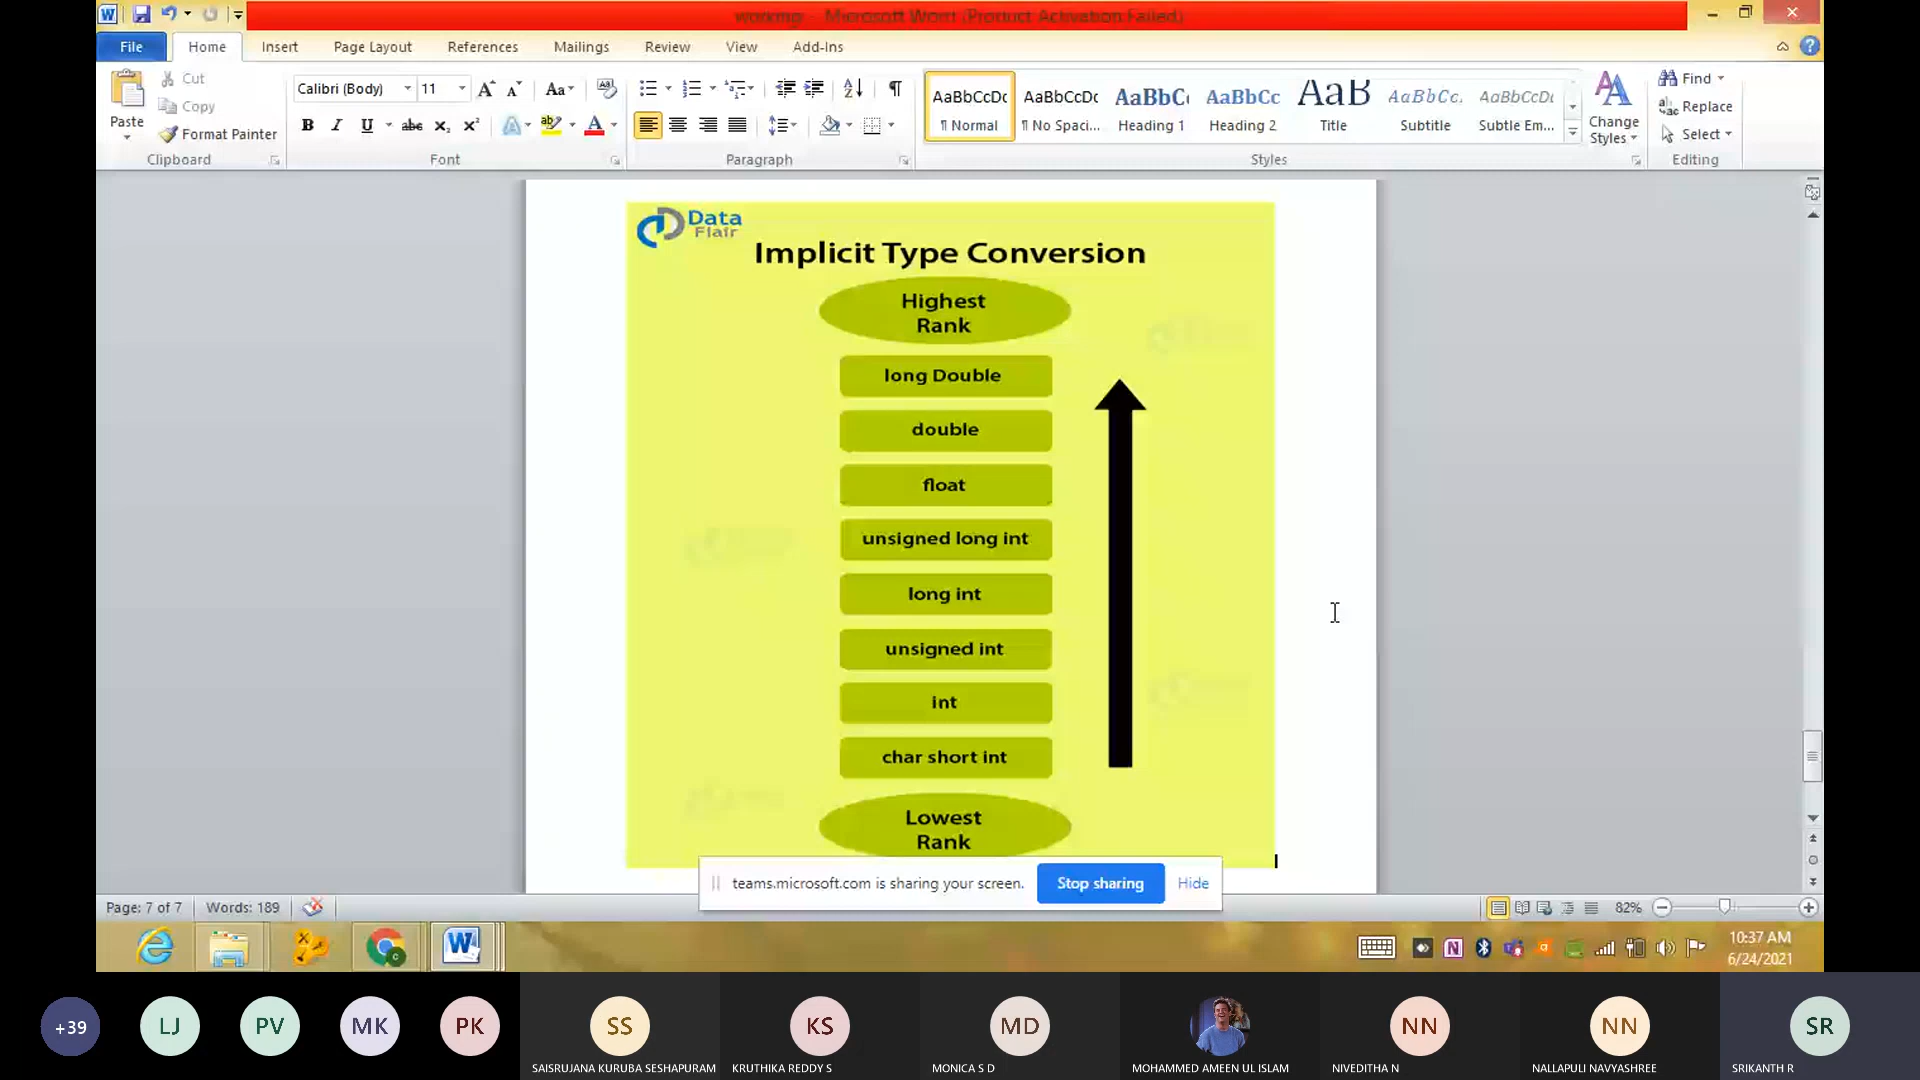 workmp - Microsoft Word (Product Activation Failed)
File Home Insert Page Layout References Mailings Review View Add-Ins
Paste
Cut
Copy
Format Painter
Clipboard
Calibri (Body) 11
Font
Paragraph
AaBbCcDc AaBbCcDc AaBbC AaBbCc AaB AaBbCc. AaBbCcDc
¶ Normal ¶ No Spaci... Heading 1 Heading 2 Title Subtitle Subtle Em...
Change
Styles
Styles
Find
Replace
Select
Editing
Data
Flair
Implicit Type Conversion
Highest
Rank
long Double
double
float
unsigned long int
long int
unsigned int
int
char short int
Lowest
Rank
teams.microsoft.com is sharing your screen. Stop sharing Hide
Page: 7 of 7 Words: 189 82%
10:37 AM
6/24/2021
+39 LJ PV MK PK SS KS MD NN NN SR
SAISRUJANA KURUBA SESHAPURAM KRUTHIKA REDDY S MONICA S D MOHAMMED AMEEN UL ISLAM NIVEDITHA N NALLAPULI NAVYASHREE SRIKANTH R